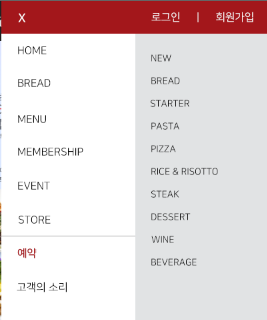 X 로그인 | 회원가입
HOME
BREAD
MENU
MEMBERSHIP
EVENT
STORE
예약
고객의 소리
NEW
BREAD
STARTER
PASTA
PIZZA
RICE & RISOTTO
STEAK
DESSERT
WINE
BEVERAGE